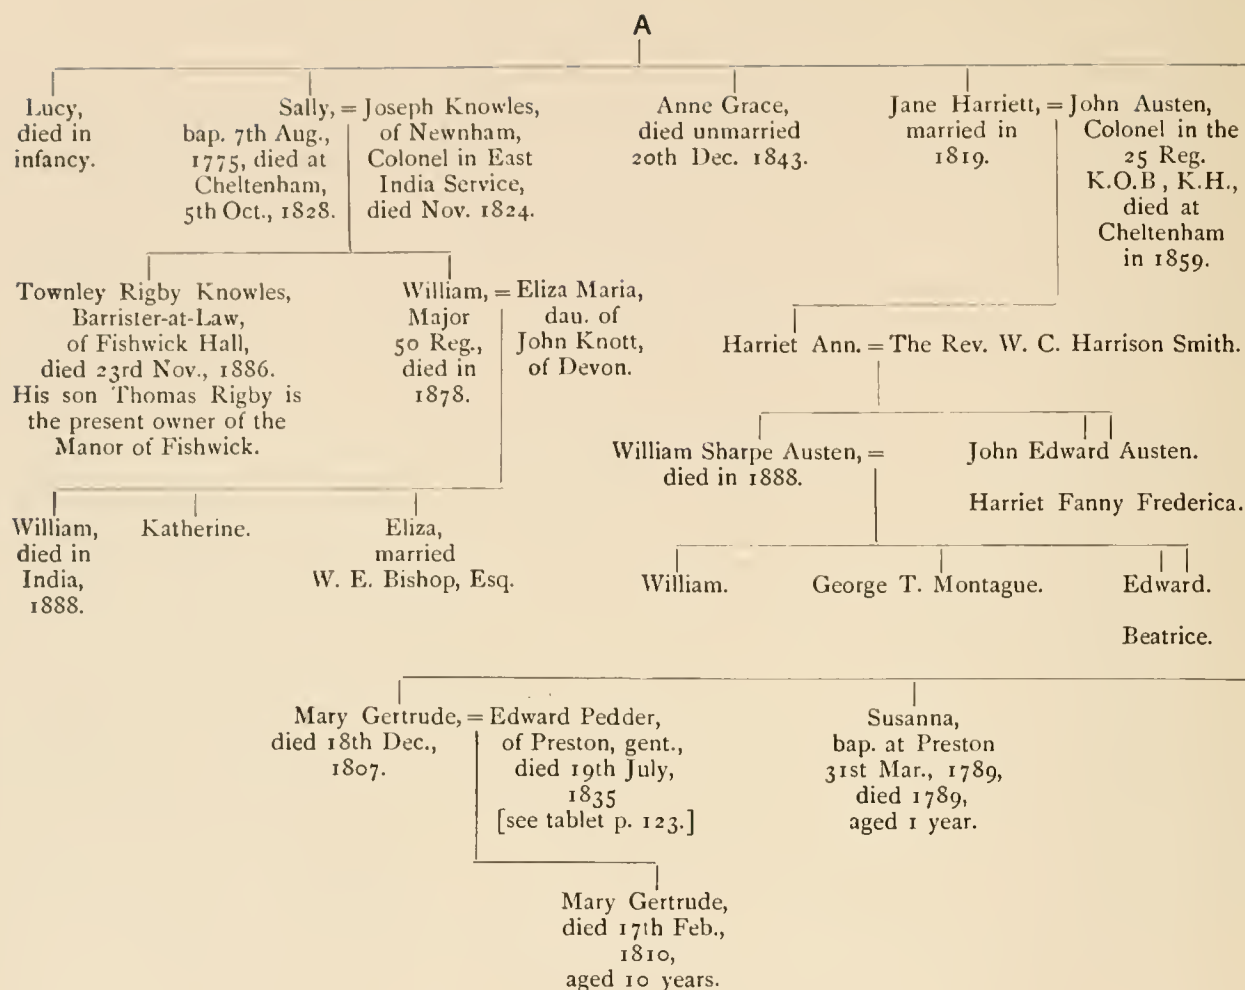 A
Lucy,
died in
infancy.
Sally, = Joseph Knowles,
bap. 7th Aug.,
1775, died at
Cheltenham,
5th Oct., 1828.
of Newnham,
Colonel in East
India Service,
died Nov. 1824.
Anne Grace,
died unmarried
20th Dec. 1843.
Jane Harriett, = John Austen,
married in
1819.
Colonel in the
25 Reg.
K.O.B , K.H.,
died at
Cheltenham
in 1859.
Townley Rigby Knowles,
Barrister-at-Law,
of Fishwick Hall,
died 23rd Nov., 1886.
His son Thomas Rigby is
the present owner of the
Manor of Fishwick.
William, = Eliza Maria,
Major
50 Reg.,
died in
1878.
dau. of
John Knott,
of Devon.
Harriet Ann. = The Rev. W. C. Harrison Smith.
William Sharpe Austen, =
died in 1888.
John Edward Austen.
Harriet Fanny Frederica.
William,
died in
India,
1888.
Katherine.
Eliza,
married
W. E. Bishop, Esq.
William.
George T. Montague.
Edward.
Beatrice.
Mary Gertrude, = Edward Pedder,
died 18th Dec.,
1807.
of Preston, gent.,
died 19th July,
1835
[see tablet p. 123.]
Susanna,
bap. at Preston
31st Mar., 1789,
died 1789,
aged 1 year.
Mary Gertrude,
died 17th Feb.,
1810,
aged 10 years.